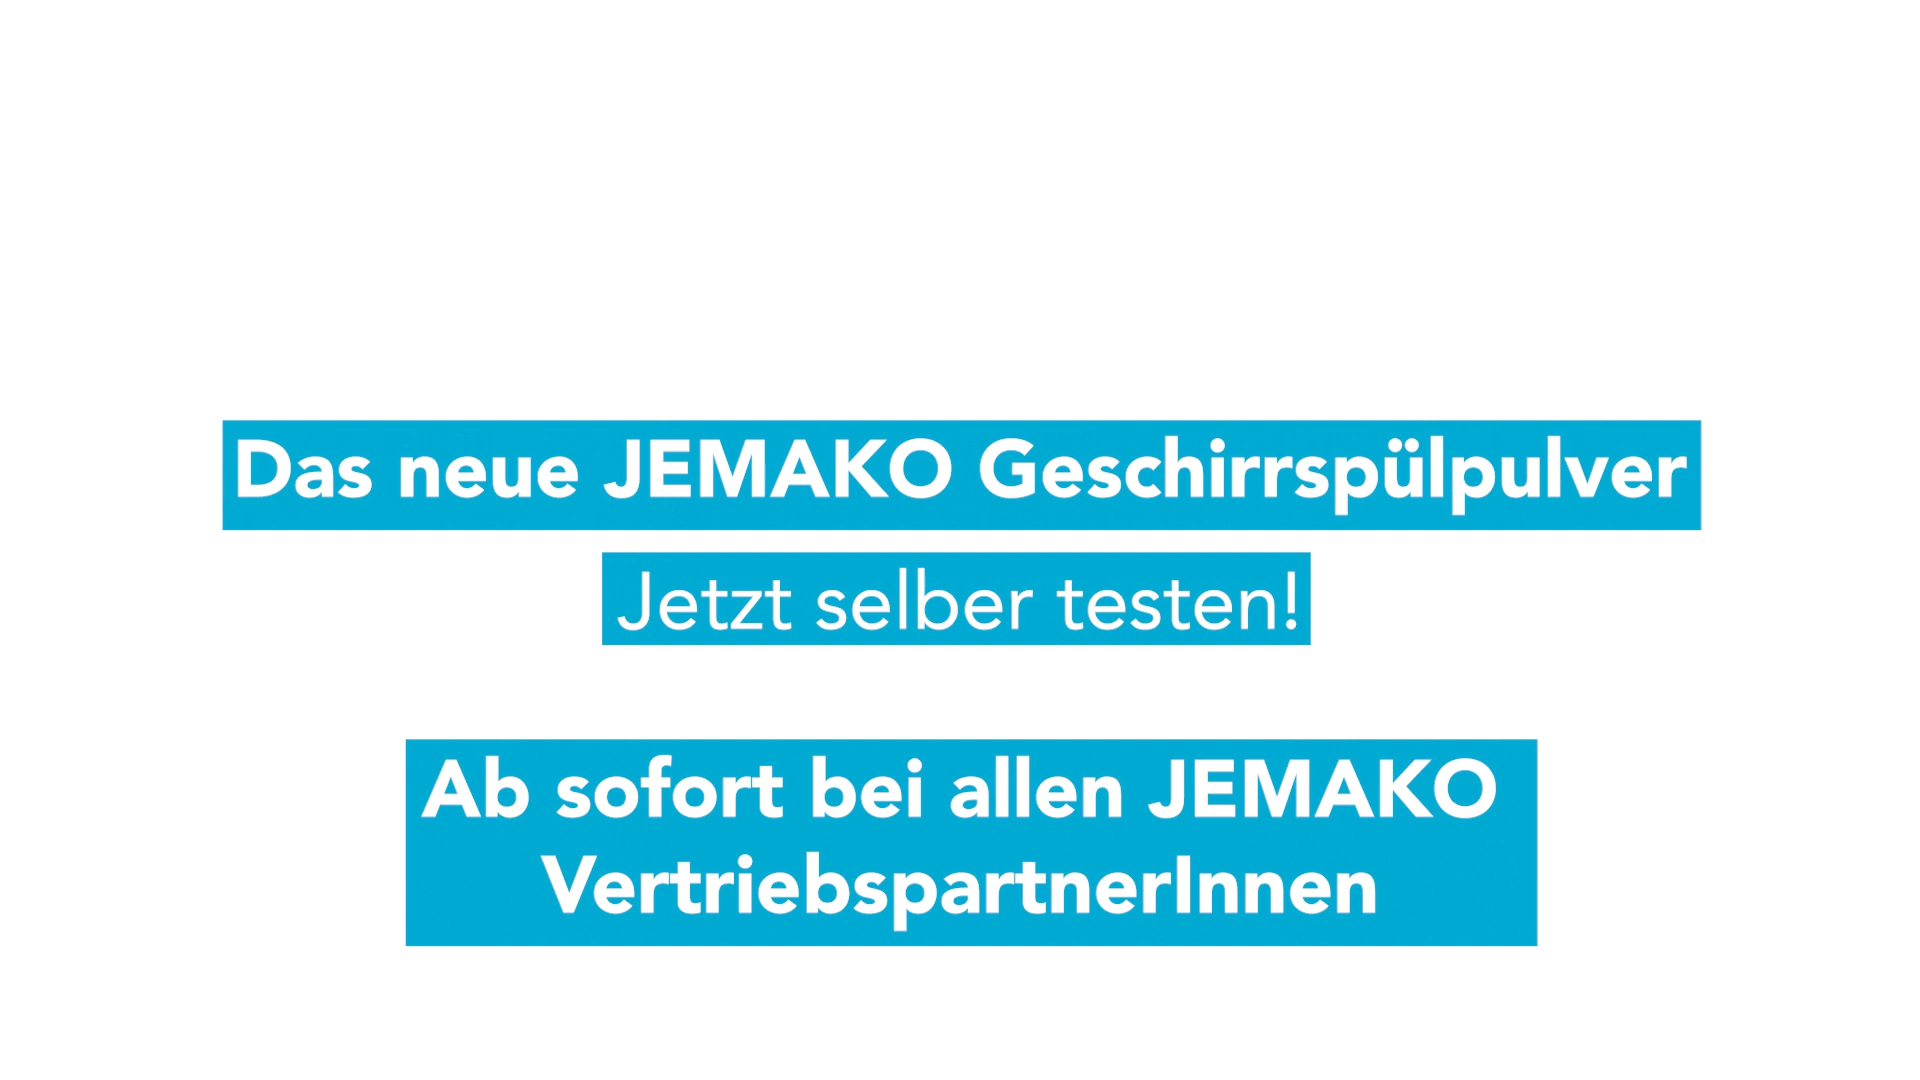 Das neue JEMAKO Geschirrspülpulver
Jetzt selber testen!
Ab sofort bei allen JEMAKO
VertriebspartnerInnen